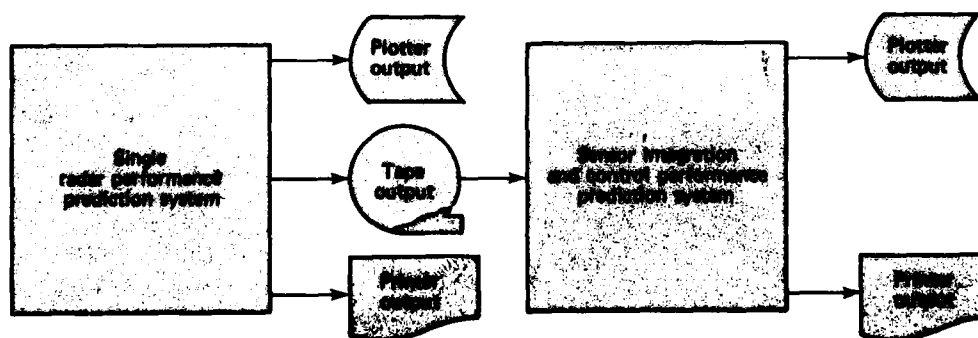 Single
radar performance
prediction system
Plotter
output
Tape
output
Printer
output
Sensor integration
and control performance
prediction system
Plotter
output
Printer
output